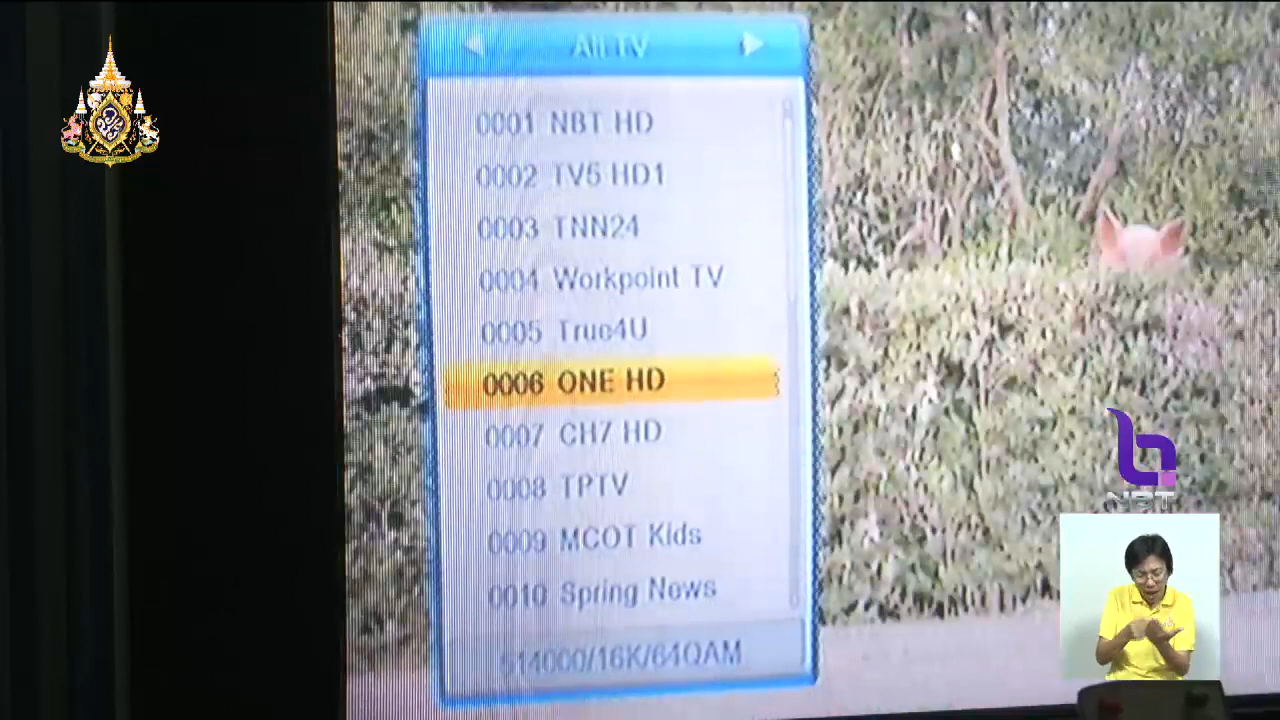 All TV
0001 NBT HD
0002 TV5 HD1
0003 TNN24
0004 Workpoint TV
0005 True4U
0006 ONE HD
0007 CH7 HD
0008 TPTV
0009 MCOT Kids
0010 Spring News
514000/16K/64QAM
NBT